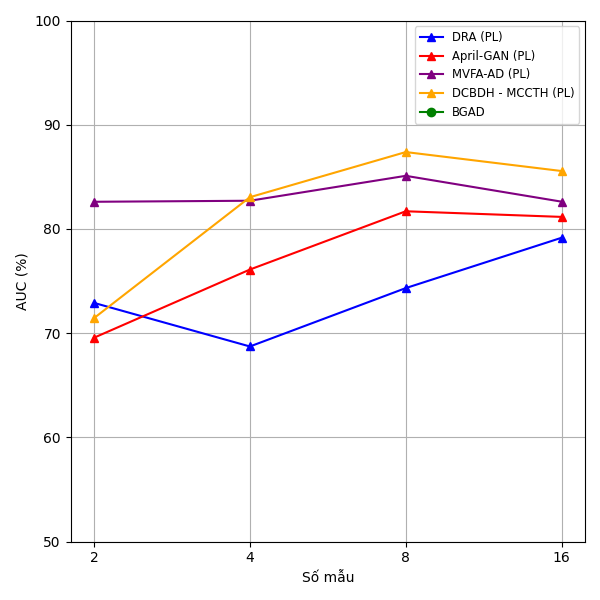 100
90
80
70
60
50
AUC (%)
DRA (PL)
April-GAN (PL)
MVFA-AD (PL)
DCBDH - MCCTH (PL)
BGAD
2
4
8
16
Số mẫu